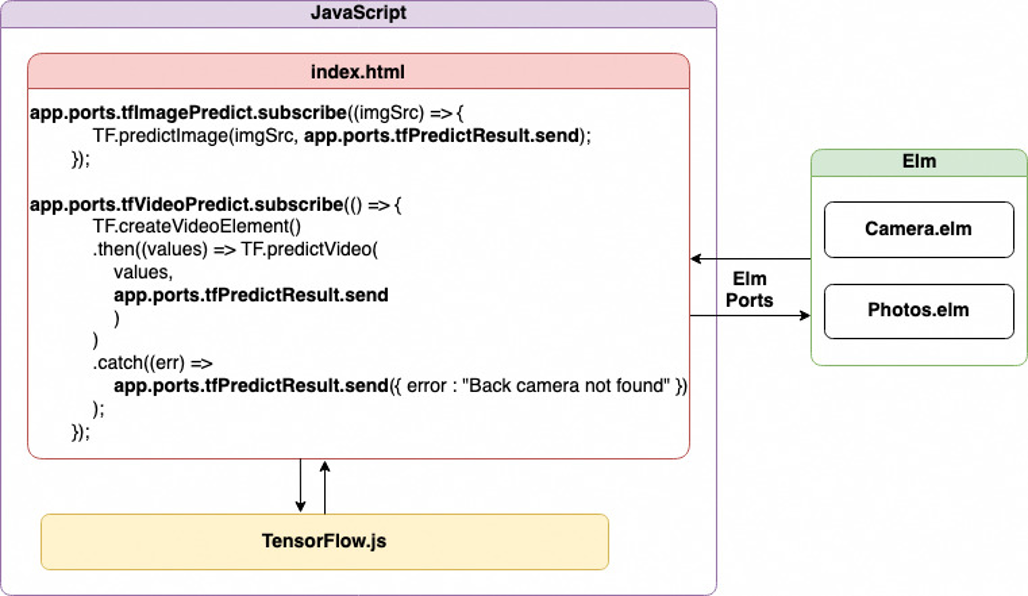 JavaScript
index.html
app.ports.tfImagePredict.subscribe((imgSrc) => {
TF.predictImage(imgSrc, app.ports.tfPredictResult.send);
});
app.ports.tfVideoPredict.subscribe(() => {
TF.createVideoElement()
.then((values) => TF.predictVideo(
values,
app.ports.tfPredictResult.send
)
)
.catch((err) =>
app.ports.tfPredictResult.send({ error : "Back camera not found" })
);
});
TensorFlow.js
Elm
Ports
Elm
Camera.elm
Photos.elm